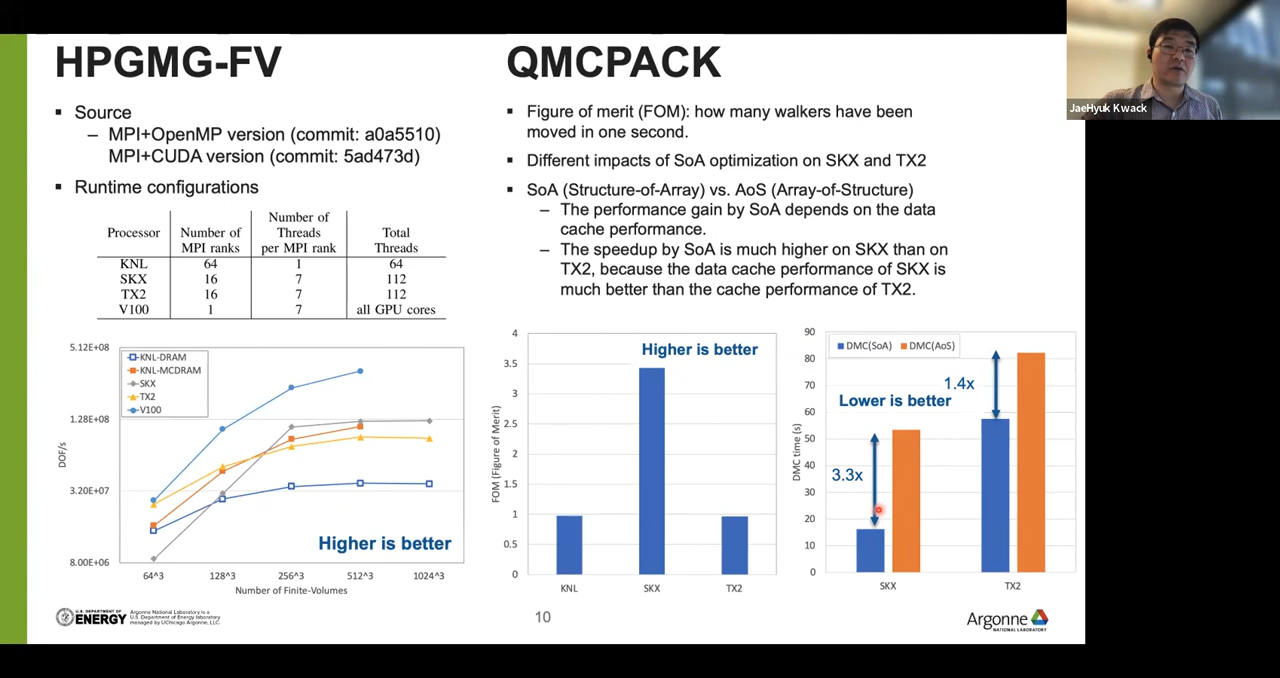 HPGMG-FV
▪ Source
– MPI+OpenMP version (commit: a0a5510)
MPI+CUDA version (commit: 5ad473d)
▪ Runtime configurations
Processor | Number of MPI ranks | Number of Threads per MPI rank | Total Threads
KNL 64 1 64
SKX 16 7 112
TX2 16 7 112
V100 1 7 all GPU cores
5.12E+08
1.28E+08
3.20E+07
8.00E+06
DOF/s
KNL-DRAM
KNL-MCDRAM
SKX
TX2
V100
Higher is better
64^3 128^3 256^3 512^3 1024^3
Number of Finite-Volumes
QMCPACK
▪ Figure of merit (FOM): how many walkers have been
moved in one second.
▪ Different impacts of SoA optimization on SKX and TX2
▪ SoA (Structure-of-Array) vs. AoS (Array-of-Structure)
– The performance gain by SoA depends on the data
cache performance.
– The speedup by SoA is much higher on SKX than on
TX2, because the data cache performance of SKX is
much better than the cache performance of TX2.
4
3.5
3
2.5
2
1.5
1
0.5
0
FOM (Figure of Merit)
Higher is better
KNL SKX TX2
90
80
70
60
50
40
30
20
10
0
DMC time (s)
DMC(SoA) DMC(AoS)
1.4x
Lower is better
3.3x
SKX TX2
U.S. DEPARTMENT OF
ENERGY
Argonne National Laboratory is a
U.S. Department of Energy laboratory
managed by UChicago Argonne, LLC.
10
Argonne
NATIONAL LABORATORY
JaeHyuk Kwack